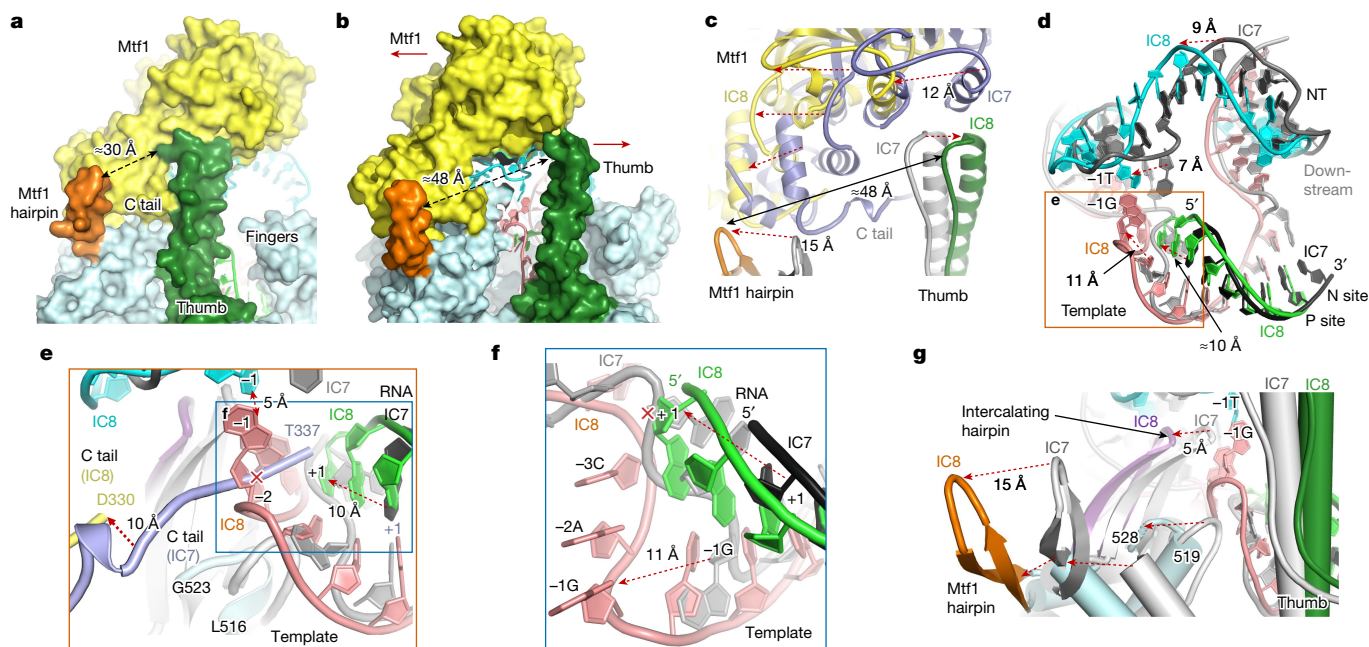 a
Mtf1
≈30 Å
Mtf1
hairpin
C tail
Fingers
Thumb
b
Mtf1
Thumb
≈48 Å
c
Mtf1
IC8
12 Å
IC7
IC8
IC7
≈48 Å
C tail
15 Å
Mtf1 hairpin
Thumb
d
9 Å
IC7
IC8
NT
−1T
7 Å
Down-
stream
−1G
e
5′
IC8
11 Å
IC7
3′
N site
P site
Template
IC8
≈10 Å
e
−1
IC7
RNA
IC8
5 Å
f
−1
IC8
IC7
T337
C tail
(IC8)
+1
D330
−2
10 Å
10 Å
IC8
+1
C tail
(IC7)
G523
L516
Template
f
IC7
5′
IC8
+1
RNA
5′
IC8
IC7
−3C
+1
−2A
11 Å
−1G
−1G
Template
g
IC7
IC8
−1T
Intercalating
hairpin
IC8
IC7
−1G
IC7
5 Å
IC8
15 Å
528
519
Mtf1
hairpin
Thumb